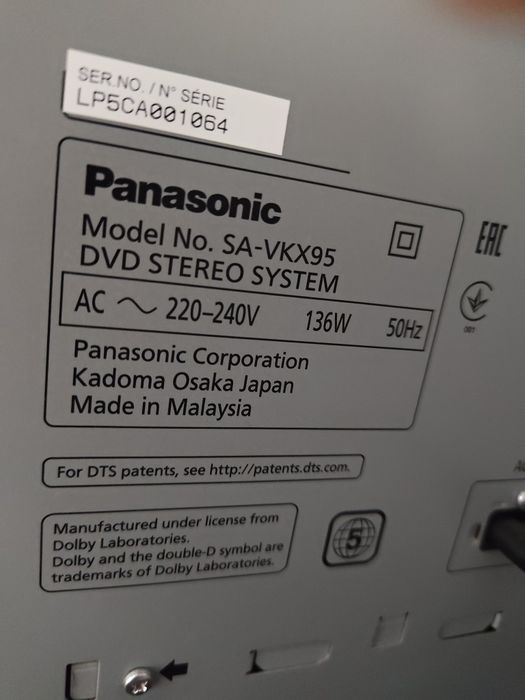 SER.NO. / N° SÉRIE
LP5CA001064
Panasonic
Model No. SA-VKX95
DVD STEREO SYSTEM
EAC
AC ~ 220–240V 136W 50Hz
001
Panasonic Corporation
Kadoma Osaka Japan
Made in Malaysia
For DTS patents, see http://patents.dts.com.
Manufactured under license from
Dolby Laboratories.
Dolby and the double-D symbol are
trademarks of Dolby Laboratories.
5